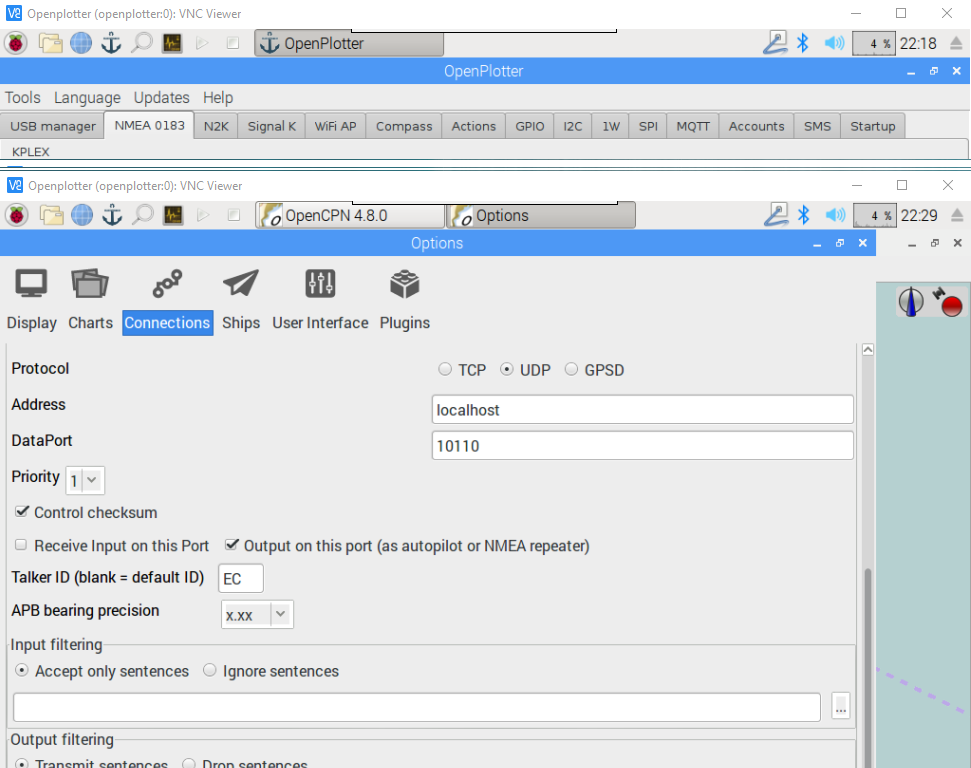 Openplotter (openplotter:0): VNC Viewer
OpenPlotter 4 % 22:18
OpenPlotter
Tools Language Updates Help
USB manager NMEA 0183 N2K Signal K WiFi AP Compass Actions GPIO I2C 1W SPI MQTT Accounts SMS Startup
KPLEX
Openplotter (openplotter:0): VNC Viewer
OpenCPN 4.8.0 Options 4 % 22:29
Options
Display Charts Connections Ships User Interface Plugins
Protocol TCP UDP GPSD
Address localhost
DataPort 10110
Priority 1
Control checksum
Receive Input on this Port Output on this port (as autopilot or NMEA repeater)
Talker ID (blank = default ID) EC
APB bearing precision x.xx
Input filtering
Accept only sentences Ignore sentences
...
Output filtering
Transmit sentences Drop sentences